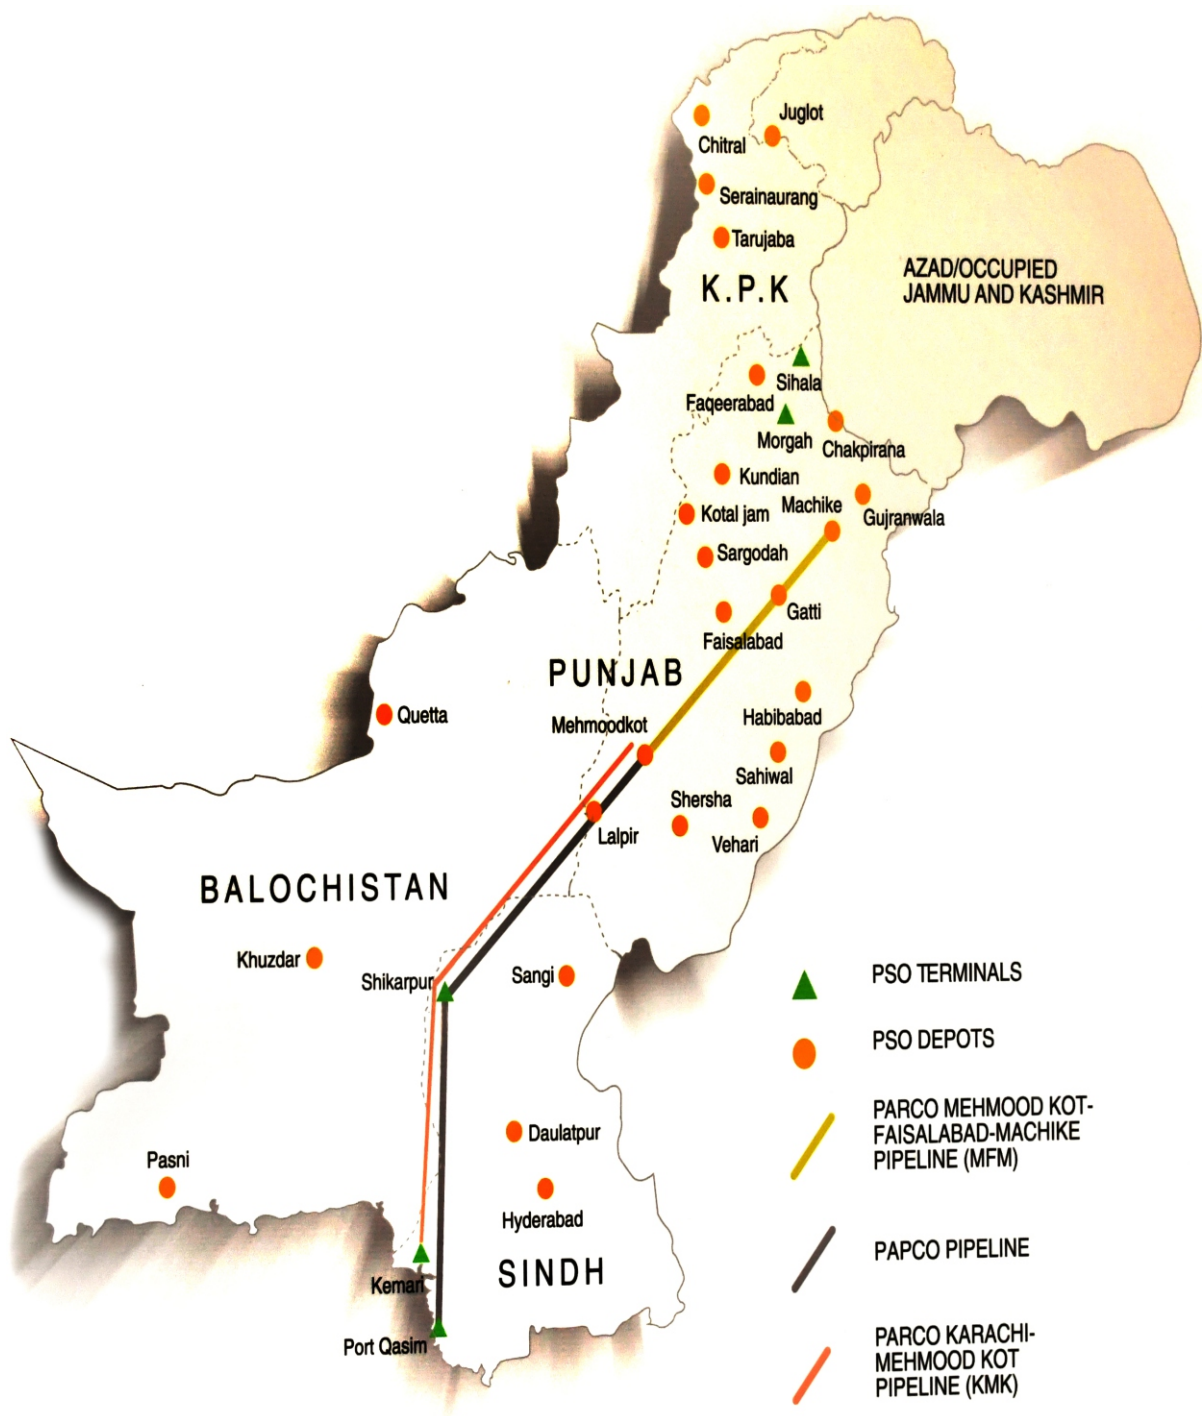 Juglot
Chitral
Serainaurang
Tarujaba
K.P.K
AZAD/OCCUPIED
JAMMU AND KASHMIR
Sihala
Faqeerabad
Morgah
Chakpirana
Kundian
Machike
Kotal jam
Gujranwala
Sargodah
Gatti
Faisalabad
PUNJAB
Quetta
Habibabad
Mehmoodkot
Sahiwal
Shersha
Lalpir
Vehari
BALOCHISTAN
Khuzdar
Shikarpur
Sangi
Daulatpur
Pasni
Hyderabad
SINDH
Kemari
Port Qasim
PSO TERMINALS
PSO DEPOTS
PARCO MEHMOOD KOT-
FAISALABAD-MACHIKE
PIPELINE (MFM)
PAPCO PIPELINE
PARCO KARACHI-
MEHMOOD KOT
PIPELINE (KMK)